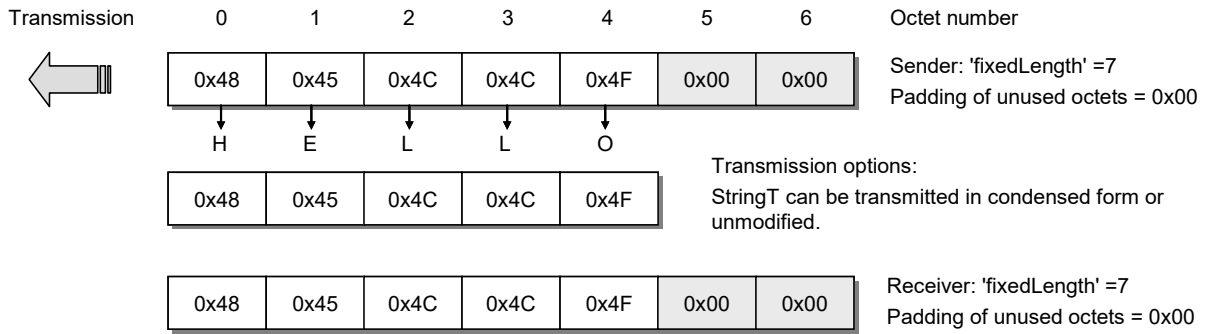 Transmission 0 1 2 3 4 5 6 Octet number
0x48 0x45 0x4C 0x4C 0x4F 0x00 0x00
Sender: 'fixedLength' =7
Padding of unused octets = 0x00
H E L L O
Transmission options:
StringT can be transmitted in condensed form or
unmodified.
0x48 0x45 0x4C 0x4C 0x4F
0x48 0x45 0x4C 0x4C 0x4F 0x00 0x00
Receiver: 'fixedLength' =7
Padding of unused octets = 0x00